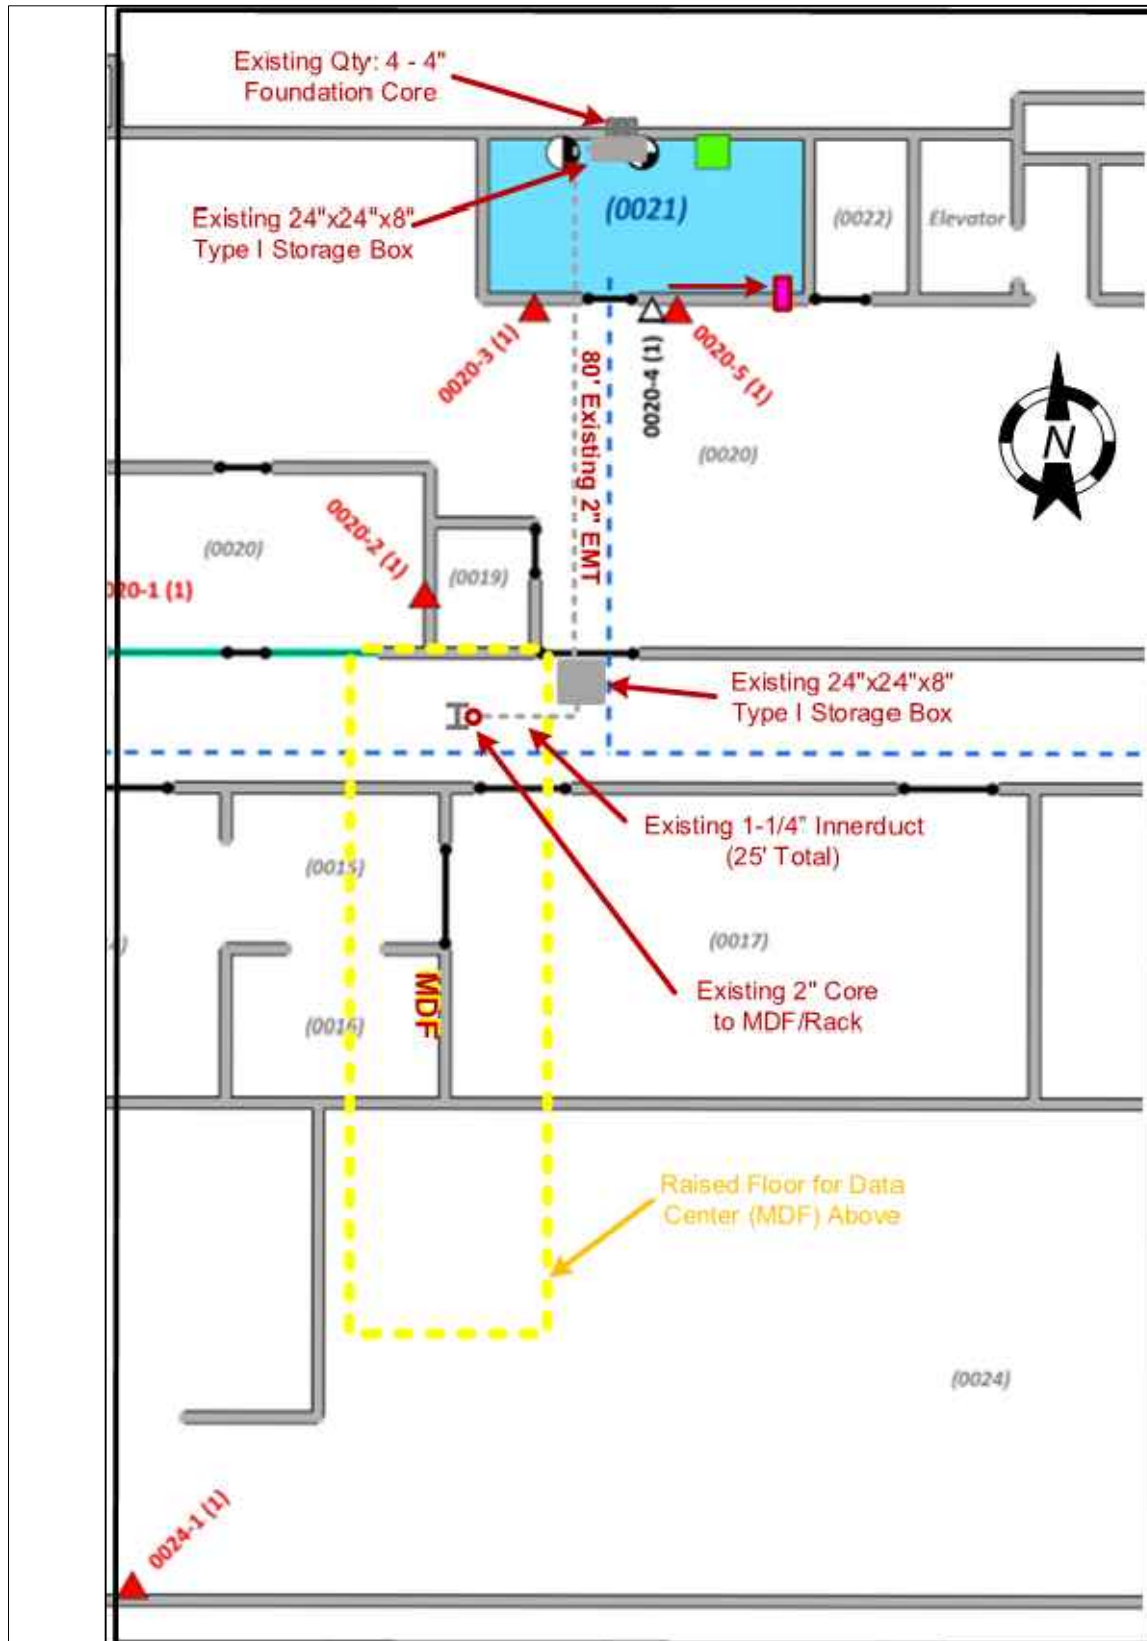 Existing Qty: 4 - 4"
Foundation Core
Existing 24"x24"x8"
Type I Storage Box
(0021)
(0022)
Elevator
0020-3 (1)
0020-4 (1)
0020-5 (1)
80' Existing 2" EMT
(0020)
N
(0020)
0020-2 (1)
(0019)
020-1 (1)
Existing 24"x24"x8"
Type I Storage Box
Existing 1-1/4" Innerduct
(25' Total)
(0015)
(0017)
MDF
Existing 2" Core
to MDF/Rack
(0016)
Raised Floor for Data
Center (MDF) Above
(0024)
0024-1 (1)